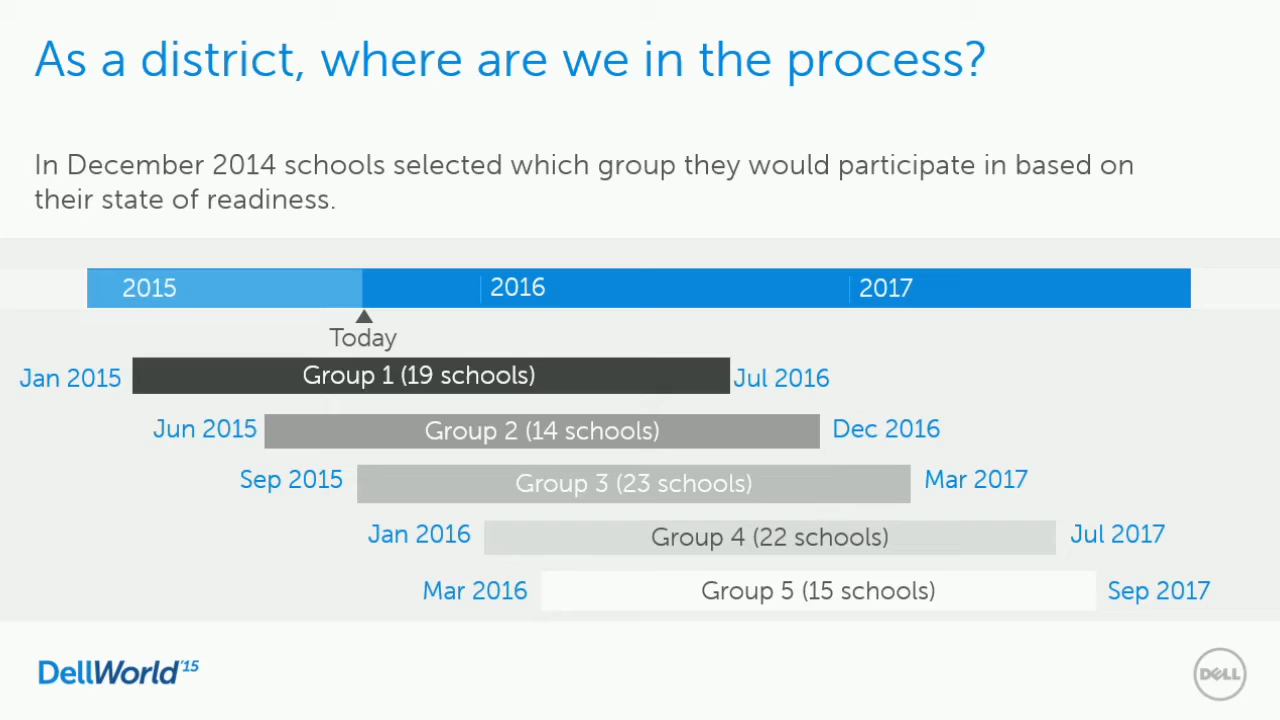 As a district, where are we in the process?
In December 2014 schools selected which group they would participate in based on
their state of readiness.
2015 2016 2017
Today
Jan 2015 Group 1 (19 schools) Jul 2016
Jun 2015 Group 2 (14 schools) Dec 2016
Sep 2015 Group 3 (23 schools) Mar 2017
Jan 2016 Group 4 (22 schools) Jul 2017
Mar 2016 Group 5 (15 schools) Sep 2017
DellWorld'15 DELL